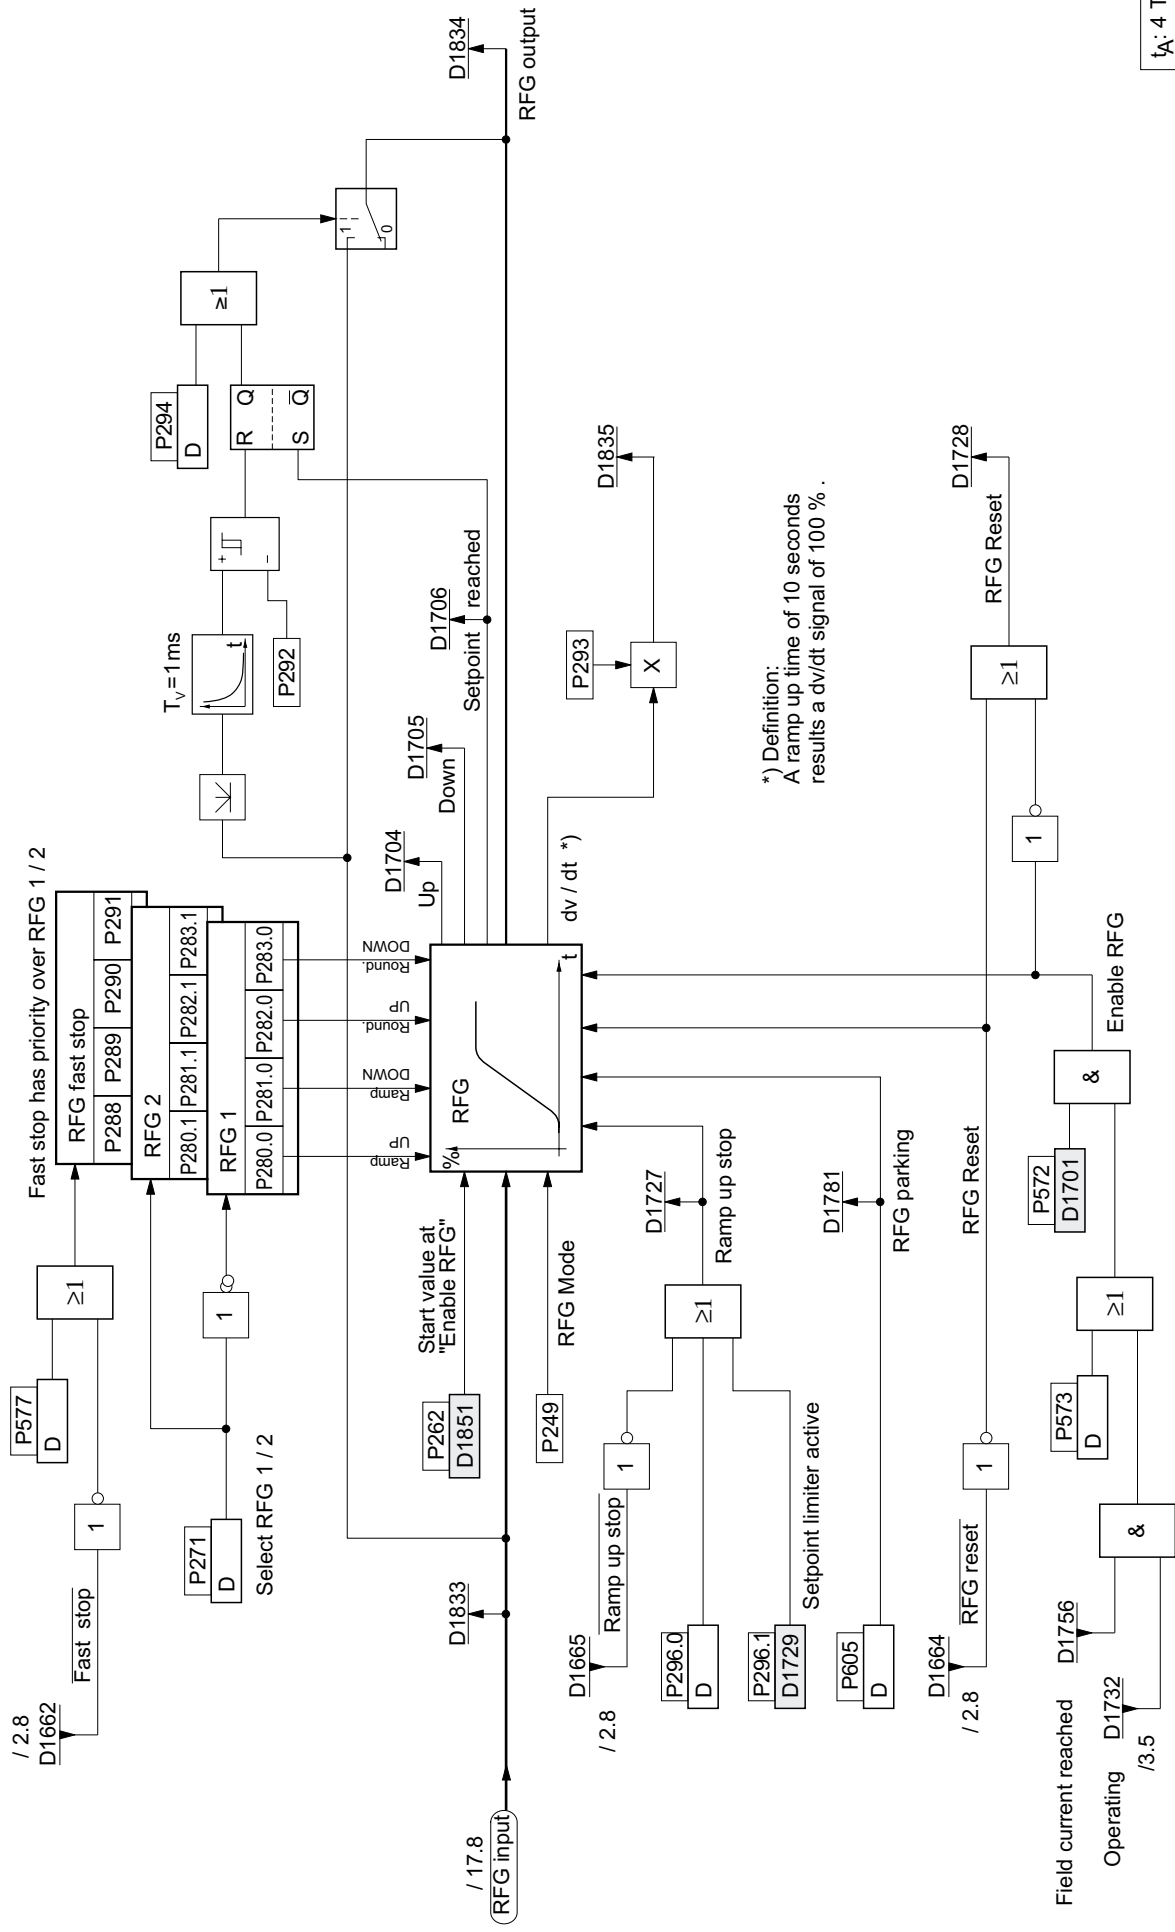 / 2.8
D1662
Fast stop
1
P577
D
≥1
Fast stop has priority over RFG 1 / 2
RFG fast stop
P288 P289 P290 P291
RFG 2
P280.1 P281.1 P282.1 P283.1
RFG 1
P280.0 P281.0 P282.0 P283.0
P271
D
Select RFG 1 / 2
1
Ramp UP
Ramp DOWN
Round. UP
Round. DOWN
Tv = 1 ms
t
P292
+
–
R Q
S Q
P294
D
≥1
1
0
/ 17.8
RFG input
D1833
P262
D1851
Start value at
"Enable RFG"
P249
RFG Mode
%
RFG
t
D1704
Up
D1705
Down
D1706
Setpoint reached
dv / dt *)
P293
X
D1835
D1834
RFG output
*) Definition:
A ramp up time of 10 seconds
results a dv/dt signal of 100 % .
/ 2.8
D1665
Ramp up stop
1
P296.0
D
P296.1
D1729
Setpoint limiter active
≥1
D1727
Ramp up stop
P605
D
D1781
RFG parking
/ 2.8
D1664
RFG reset
1
RFG Reset
≥1
RFG Reset
D1728
1
Field current reached
D1756
Operating
D1732
/3.5
&
P573
D
≥1
P572
D1701
&
Enable RFG
tA: 4 T